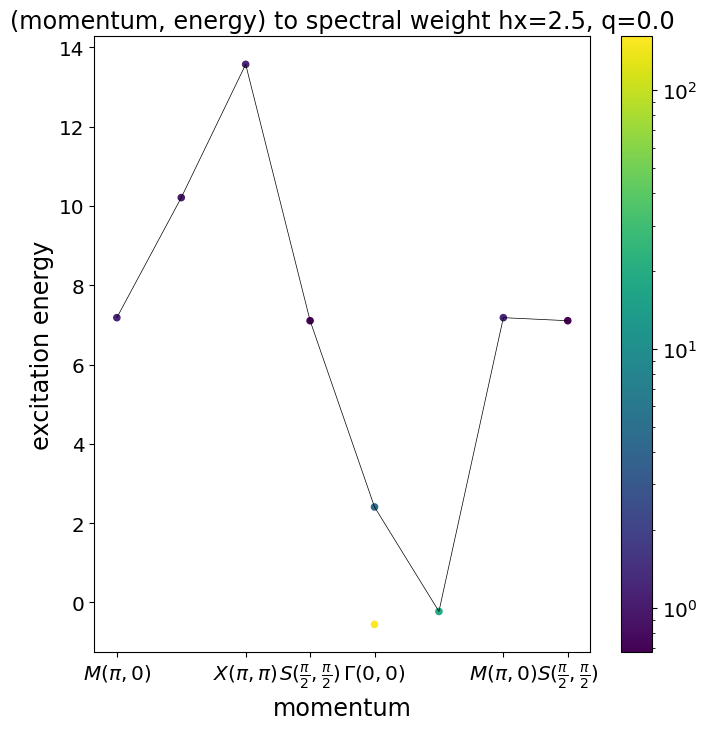 (momentum, energy) to spectral weight hx=2.5, q=0.0
14
12
10
8
6
4
2
0
excitation energy
M(π, 0)
X(π, π)
S(π/2, π/2)
Γ(0, 0)
M(π, 0)
S(π/2, π/2)
momentum
10²
10¹
10⁰